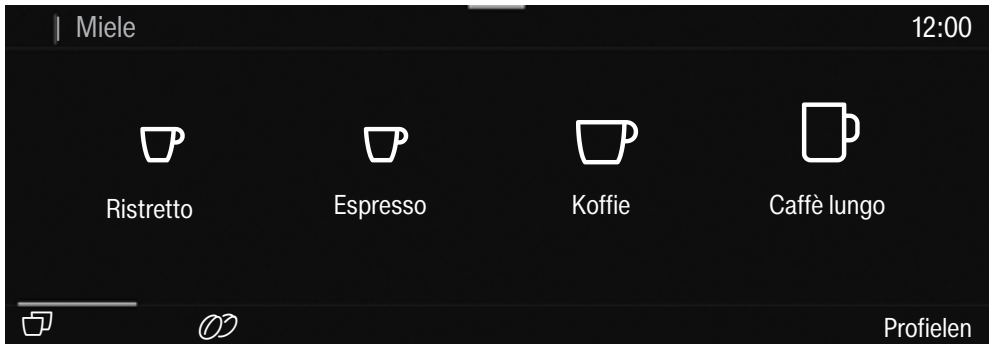 Miele
12:00
Ristretto
Espresso
Koffie
Caffè lungo
Profielen